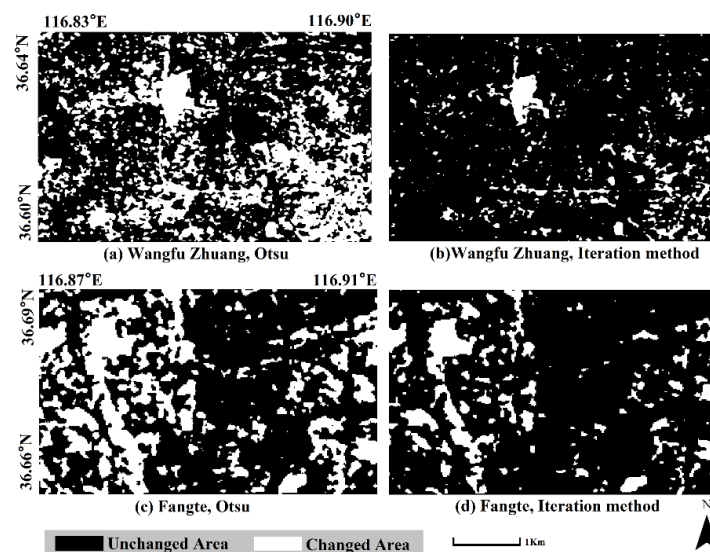 116.83°E 116.90°E
36.64°N
36.60°N
(a) Wangfu Zhuang, Otsu (b)Wangfu Zhuang, Iteration method
116.87°E 116.91°E
36.69°N
36.66°N
(c) Fangte, Otsu (d) Fangte, Iteration method
N
Unchanged Area Changed Area 1Km